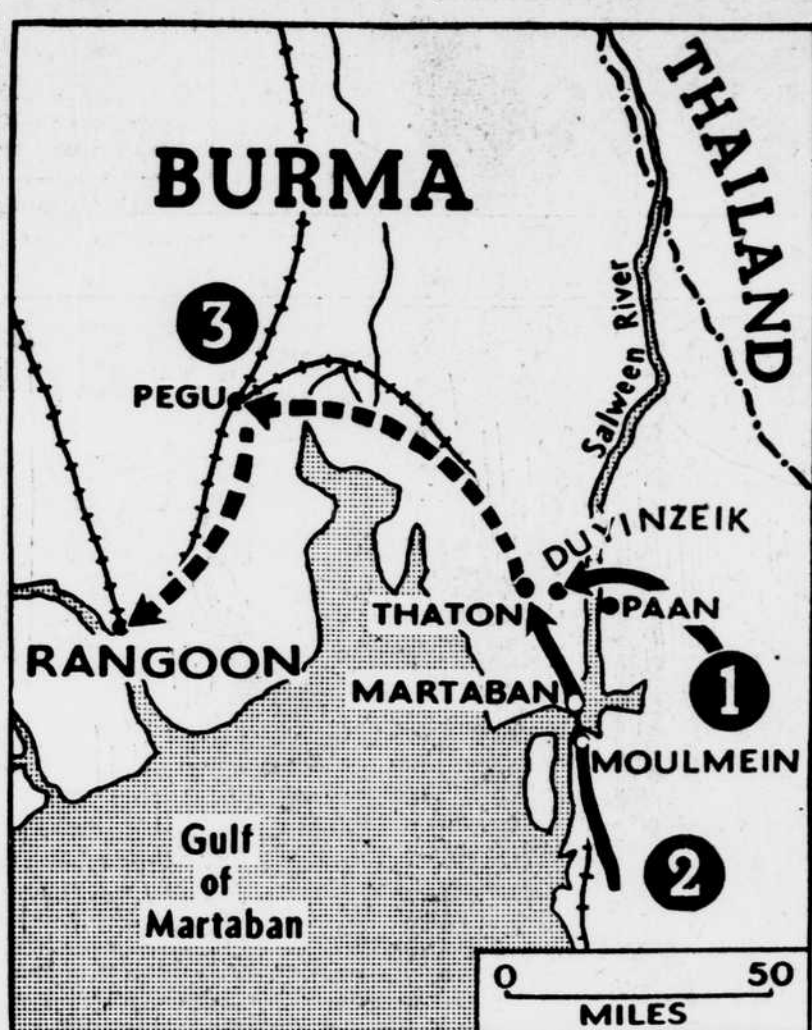 BURMA
THAILAND
3
PEGU
Salween River
DUYINZEIK
THATON
PAAN
RANGOON
MARTABAN
1
MOULMEIN
Gulf
of
Martaban
2
0 50
MILES